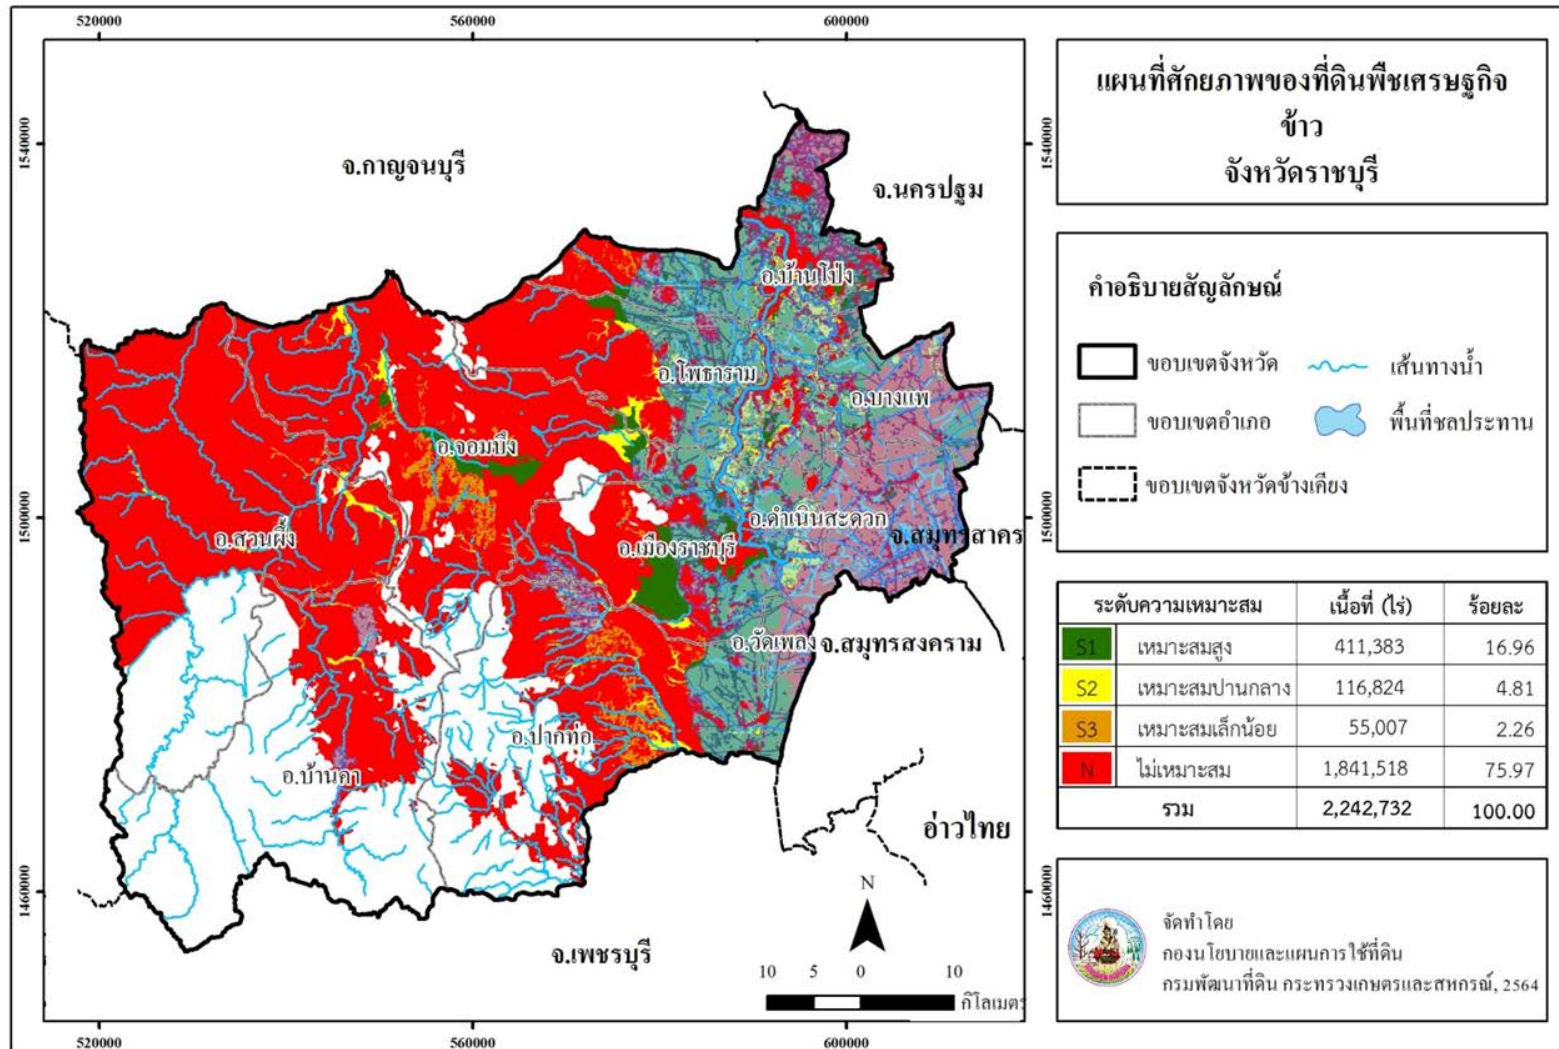 520000
560000
600000
1540000
1540000
1500000
1500000
1460000
1460000
520000
560000
600000
จ.กาญจนบุรี
จ.นครปฐม
อ.บ้านโป่ง
อ.โพธาราม
อ.บางแพ
อ.จอมบึง
อ.ดำเนินสะดวก
อ.สวนผึ้ง
จ.สมุทรสาคร
อ.เมืองราชบุรี
อ.วัดเพลง
จ.สมุทรสงคราม
อ.ปากท่อ
อ.บ้านคา
อ่าวไทย
จ.เพชรบุรี
N
10 5 0 10
กิโลเมตร
แผนที่ศักยภาพของที่ดินพืชเศรษฐกิจ
ข้าว
จังหวัดราชบุรี
คำอธิบายสัญลักษณ์
ขอบเขตจังหวัด เส้นทางน้ำ
ขอบเขตอำเภอ พื้นที่ชลประทาน
ขอบเขตจังหวัดข้างเคียง
ระดับความเหมาะสม เนื้อที่ (ไร่) ร้อยละ
S1 เหมาะสมสูง 411,383 16.96
S2 เหมาะสมปานกลาง 116,824 4.81
S3 เหมาะสมเล็กน้อย 55,007 2.26
N ไม่เหมาะสม 1,841,518 75.97
รวม 2,242,732 100.00
จัดทำโดย
กองนโยบายและแผนการใช้ที่ดิน
กรมพัฒนาที่ดิน กระทรวงเกษตรและสหกรณ์, 2564